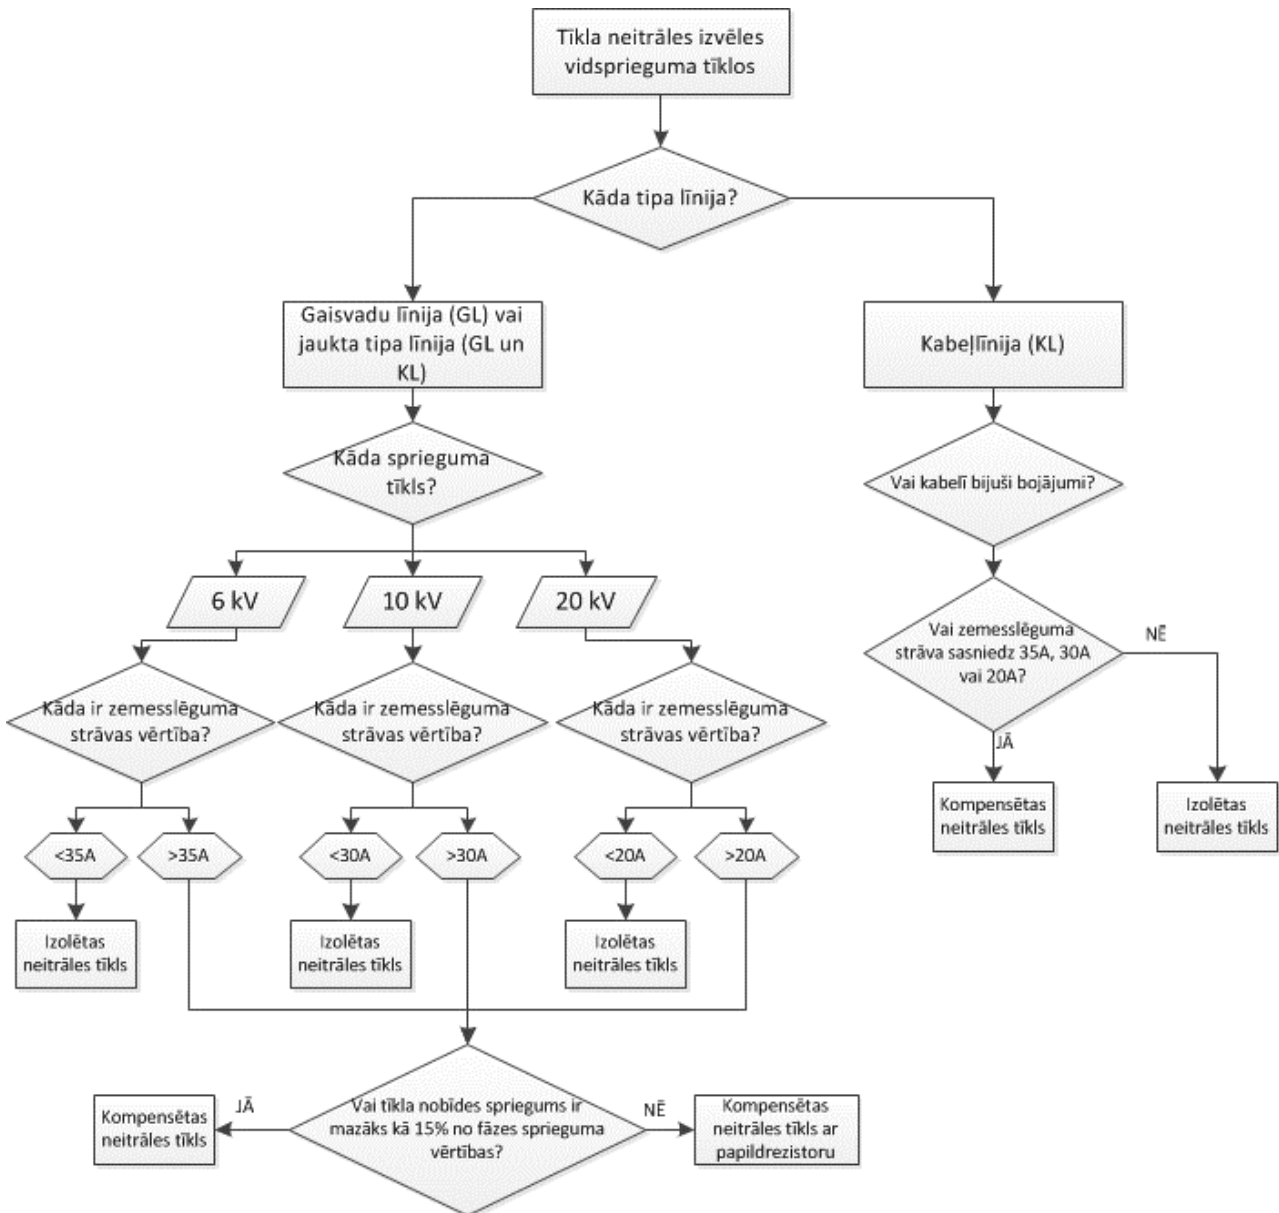 Tīkla neitrāles izvēles
vidsprieguma tīklos
Kāda tipa līnija?
Gaisvadu līnija (GL) vai
jaukta tipa līnija (GL un
KL)
Kabeļlīnija (KL)
Kāda sprieguma
tīkls?
Vai kabelī bijuši bojājumi?
6 kV
10 kV
20 kV
Vai zemesslēguma
strāva sasniedz 35A, 30A
vai 20A?
NĒ
JĀ
Kāda ir zemesslēguma
strāvas vērtība?
Kāda ir zemesslēguma
strāvas vērtība?
Kāda ir zemesslēguma
strāvas vērtība?
Kompensētas
neitrāles tīkls
Izolētas
neitrāles tīkls
<35A
>35A
<30A
>30A
<20A
>20A
Izolētas
neitrāles tīkls
Izolētas
neitrāles tīkls
Izolētas
neitrāles tīkls
Vai tīkla nobīdes spriegums ir
mazāks kā 15% no fāzes sprieguma
vērtības?
JĀ
Kompensētas
neitrāles tīkls
NĒ
Kompensētas
neitrāles tīkls ar
papildrezistoru